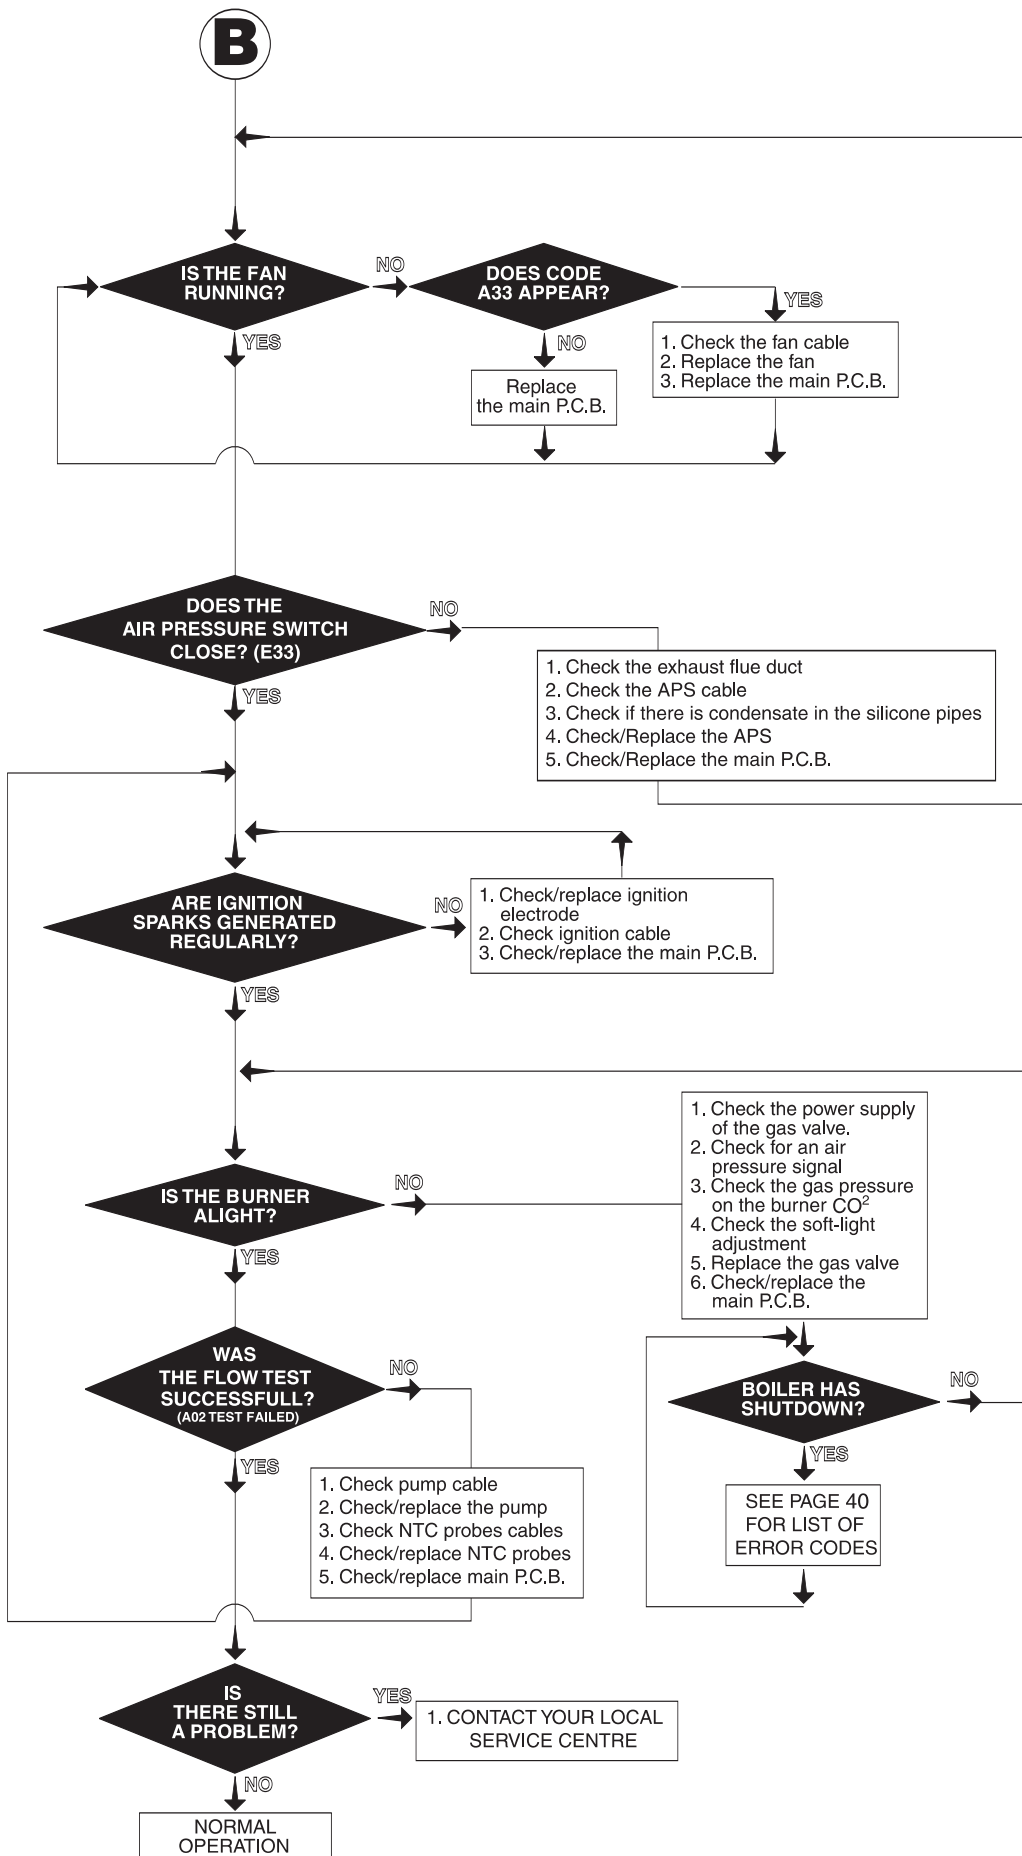 B
IS THE FAN
RUNNING?
NO
DOES CODE
A33 APPEAR?
YES
YES
NO
1. Check the fan cable
2. Replace the fan
3. Replace the main P.C.B.
Replace
the main P.C.B.
DOES THE
AIR PRESSURE SWITCH
CLOSE? (E33)
NO
YES
1. Check the exhaust flue duct
2. Check the APS cable
3. Check if there is condensate in the silicone pipes
4. Check/Replace the APS
5. Check/Replace the main P.C.B.
ARE IGNITION
SPARKS GENERATED
REGULARLY?
NO
1. Check/replace ignition
electrode
2. Check ignition cable
3. Check/replace the main P.C.B.
YES
IS THE BURNER
ALIGHT?
NO
1. Check the power supply
of the gas valve.
2. Check for an air
pressure signal
3. Check the gas pressure
on the burner CO²
4. Check the soft-light
adjustment
5. Replace the gas valve
6. Check/replace the
main P.C.B.
YES
WAS
THE FLOW TEST
SUCCESSFULL?
(A02 TEST FAILED)
NO
BOILER HAS
SHUTDOWN?
NO
YES
YES
1. Check pump cable
2. Check/replace the pump
3. Check NTC probes cables
4. Check/replace NTC probes
5. Check/replace main P.C.B.
SEE PAGE 40
FOR LIST OF
ERROR CODES
IS
THERE STILL
A PROBLEM?
YES
1. CONTACT YOUR LOCAL
SERVICE CENTRE
NO
NORMAL
OPERATION